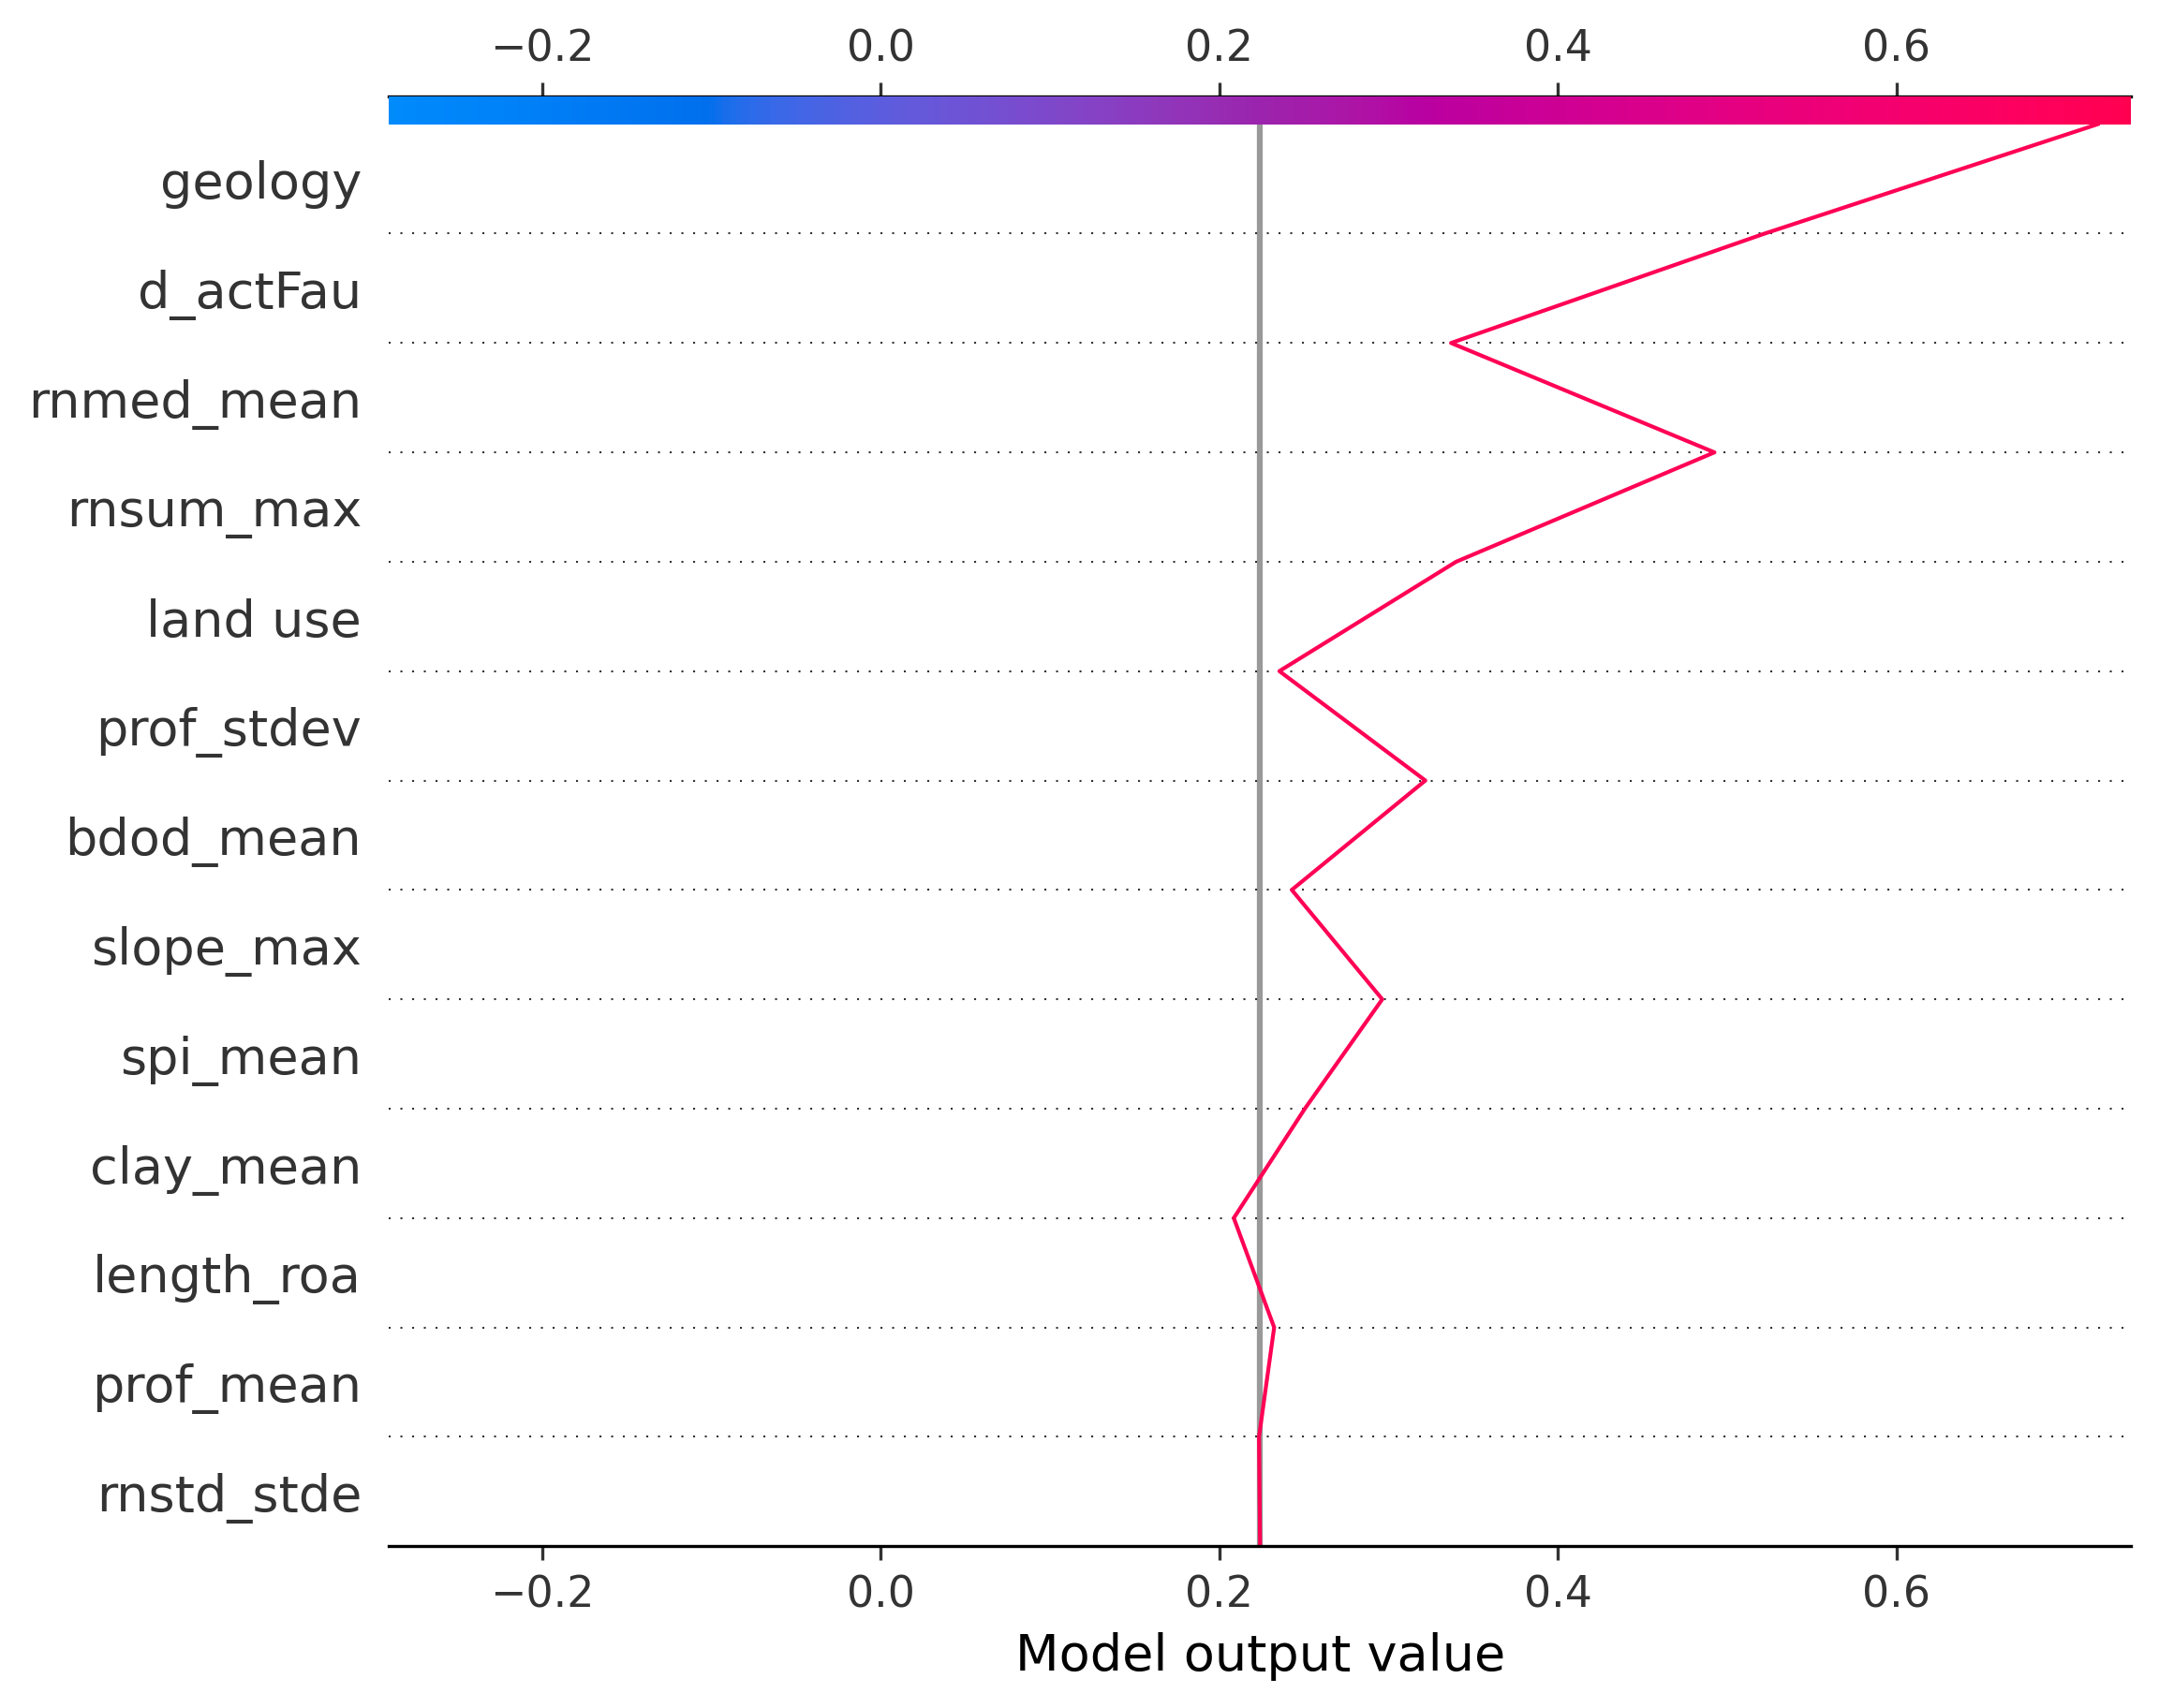 −0.2 0.0 0.2 0.4 0.6
geology
d_actFau
rnmed_mean
rnsum_max
land use
prof_stdev
bdod_mean
slope_max
spi_mean
clay_mean
length_roa
prof_mean
rnstd_stde
−0.2 0.0 0.2 0.4 0.6
Model output value